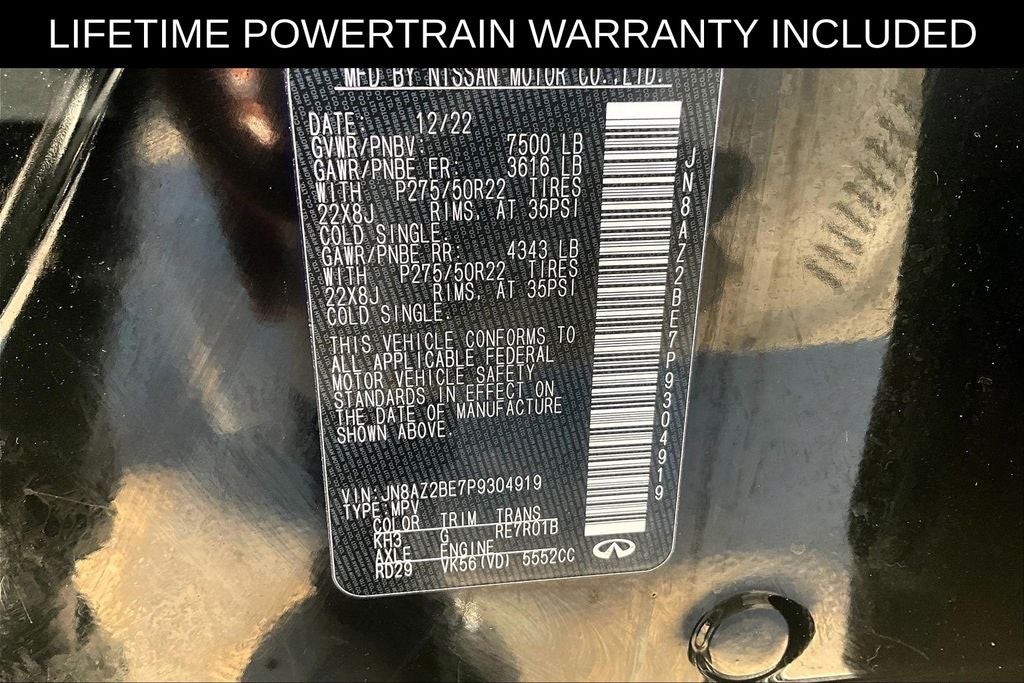 LIFETIME POWERTRAIN WARRANTY INCLUDED
MFD BY NISSAN MOTOR CO.,LTD.
DATE 12/22
GVWR/PNBV: 7500 LB
GAWR/PNBE FR: 3616 LB
WITH P275/50R22 TIRES
22X8J RIMS, AT 35PSI
COLD SINGLE.
GAWR/PNBE RR 4343 LB
WITH P275/50R22 TIRES
22X8J RIMS, AT 35PSI
COLD SINGLE.
THIS VEHICLE CONFORMS TO
ALL APPLICABLE FEDERAL
MOTOR VEHICLE SAFETY
STANDARDS IN EFFECT ON
THE DATE OF MANUFACTURE
SHOWN ABOVE.
VIN:JN8AZ2BE7P9304919
TYPE:MPV
COLOR TRIM TRANS
KH3 G RE7R01B
AXLE ENGINE
RD29 VK56(VD) 5552CC
JN8AZ2BE7P9304919